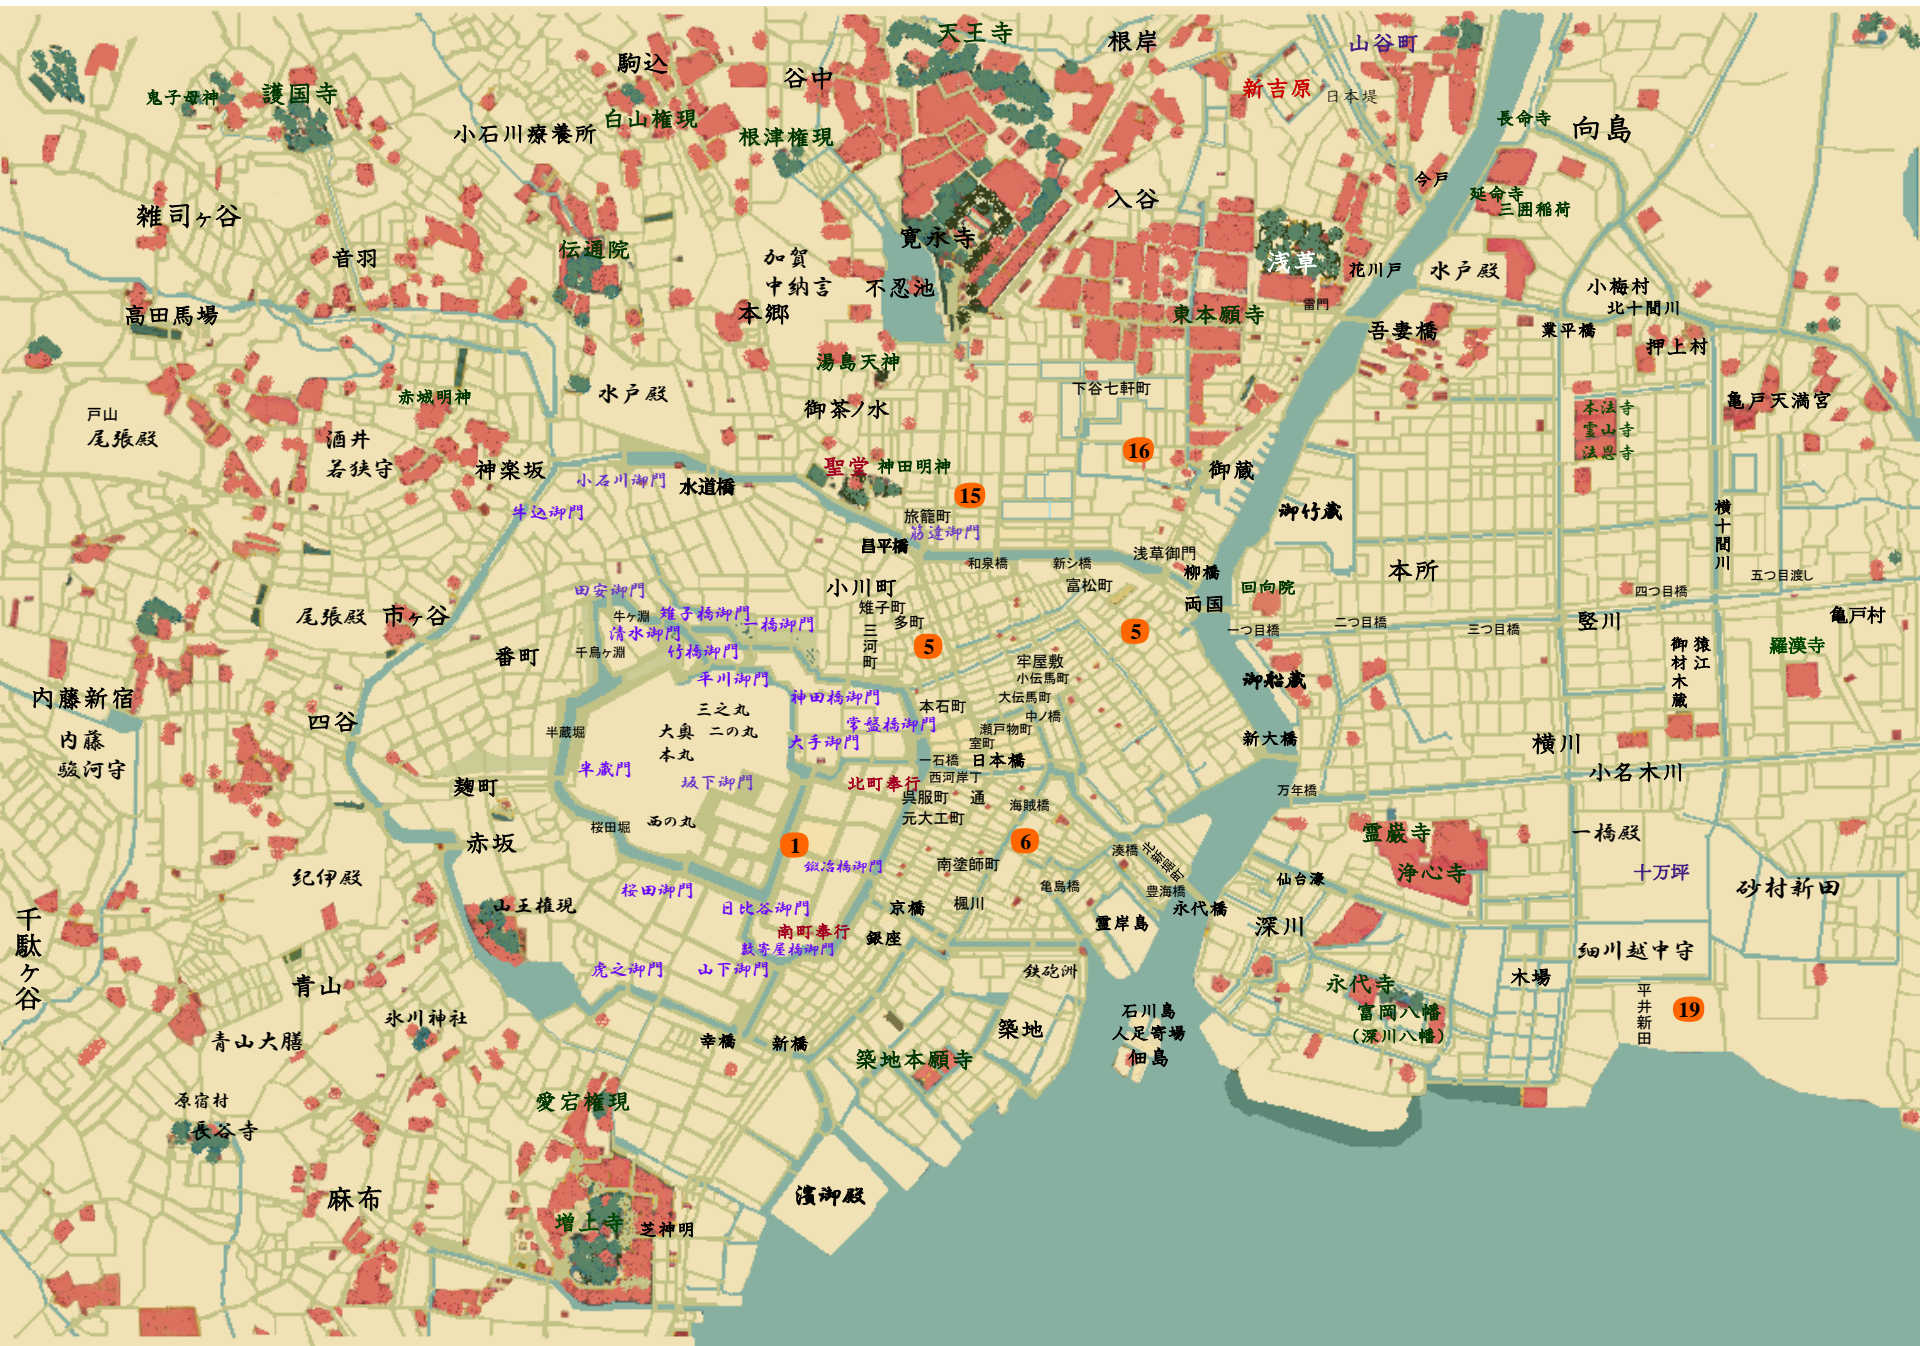 天王寺
根岸
山谷町
駒込
谷中
新吉原
日本堤
鬼子母神
護国寺
白山権現
小石川療養所
根津権現
長命寺
向島
今戸
延命寺
三囲稲荷
入谷
雑司ヶ谷
音羽
伝通院
寛永寺
浅草
花川戸
水戸殿
加賀
中納言
不忍池
本郷
小梅村
北十間川
高田馬場
東本願寺
雷門
吾妻橋
業平橋
押上村
湯島天神
赤城明神
水戸殿
御茶ノ水
下谷七軒町
亀戸天満宮
本法寺
霊山寺
法恩寺
戸山
尾張殿
酒井
若狭守
神楽坂
小石川御門
水道橋
聖堂
神田明神
16
御蔵
15
牛込御門
旅籠町
筋違御門
御竹蔵
横十間川
昌平橋
和泉橋
新シ橋
浅草御門
柳橋
本所
五つ目渡し
田安御門
小川町
富松町
両国
回向院
四つ目橋
尾張殿
市ヶ谷
牛ヶ淵
雉子橋御門
一橋御門
雉子町
多町
三河町
5
5
清水御門
千鳥ヶ淵
竹橋御門
一つ目橋
二つ目橋
三つ目橋
竪川
亀戸村
御材木蔵
猿江
羅漢寺
番町
平川御門
牢屋敷
小伝馬町
大伝馬町
中ノ橋
御船蔵
内藤新宿
神田橋御門
本石町
三之丸
四谷
半蔵堀
大奥
二の丸
常盤橋御門
瀬戸物町
室町
本丸
大手御門
一石橋
日本橋
新大橋
横川
内藤
駿河守
半蔵門
坂下御門
北町奉行
西河岸丁
小名木川
麹町
呉服町
通
海賊橋
万年橋
元大工町
桜田堀
西の丸
赤坂
1
6
霊巌寺
一橋殿
湊橋
北新堀町
鍛冶橋御門
南塗師町
浄心寺
十万坪
砂村新田
紀伊殿
桜田御門
亀島橋
豊海橋
仙台濠
山王権現
日比谷御門
京橋
楓川
霊岸島
永代橋
深川
千駄ヶ谷
南町奉行
銀座
数寄屋橋御門
細川越中守
虎之御門
山下御門
鉄砲洲
木場
青山
永代寺
平井新田
19
氷川神社
石川島
人足寄場
佃島
富岡八幡
(深川八幡)
築地
青山大膳
幸橋
新橋
築地本願寺
原宿村
愛宕権現
長谷寺
麻布
濱御殿
増上寺
芝神明